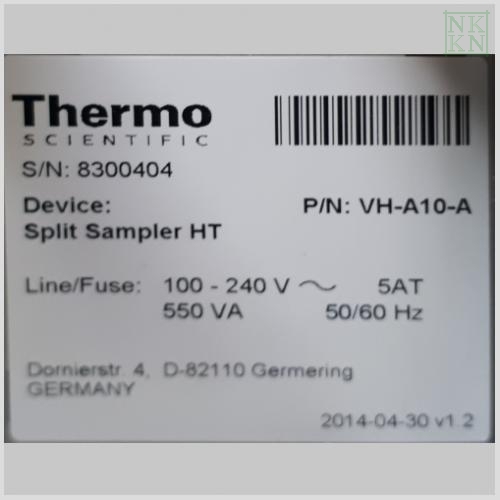 NK
KN
Thermo
SCIENTIFIC
S/N: 8300404
Device: P/N: VH-A10-A
Split Sampler HT
Line/Fuse: 100 - 240 V ~ 5AT
550 VA 50/60 Hz
Dornierstr. 4, D-82110 Germering
GERMANY
2014-04-30 v1.2